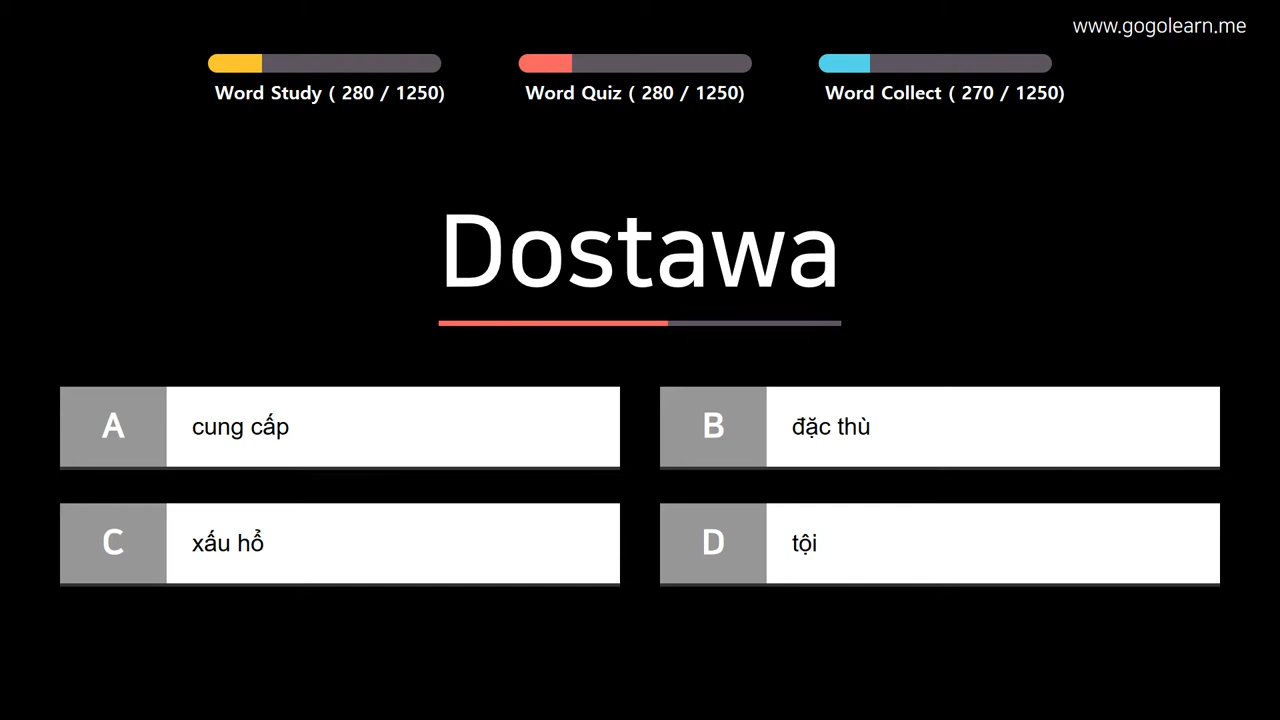 www.gogolearn.me
Word Study ( 280 / 1250)
Word Quiz ( 280 / 1250)
Word Collect ( 270 / 1250)
Dostawa
A cung cấp
B đặc thù
C xấu hổ
D tội